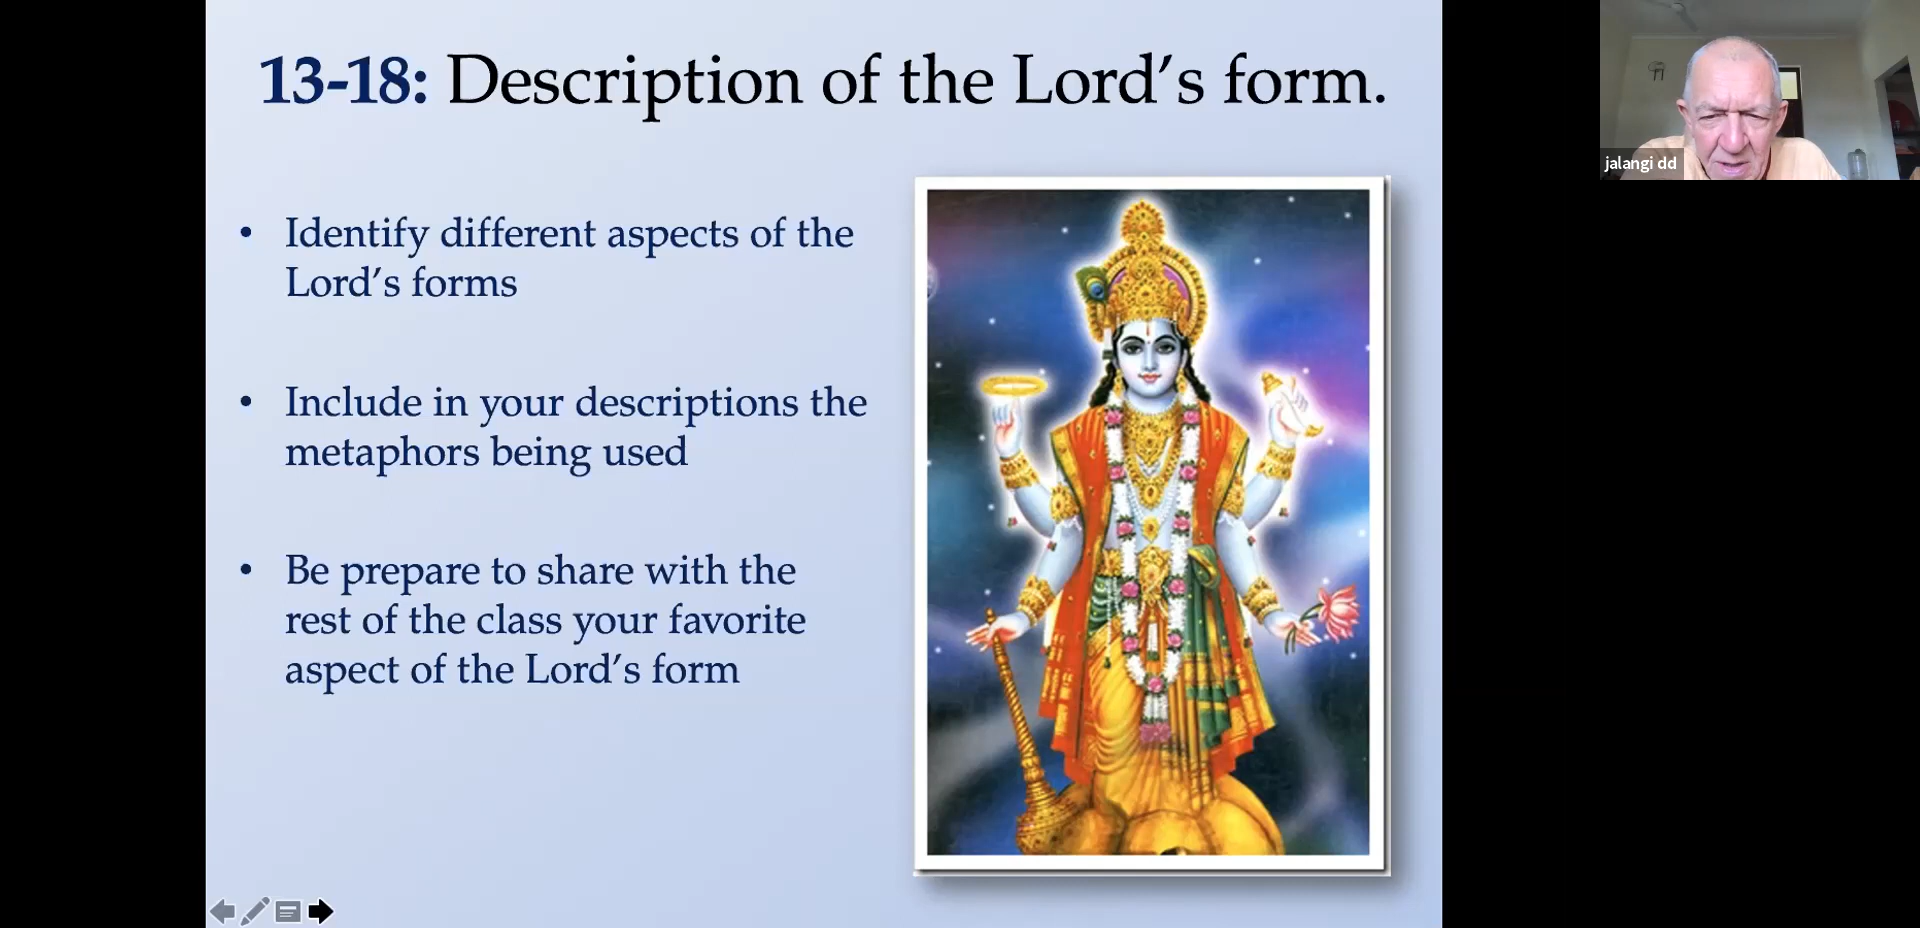 13-18: Description of the Lord’s form.
jalangi dd
• Identify different aspects of the
Lord’s forms
• Include in your descriptions the
metaphors being used
• Be prepare to share with the
rest of the class your favorite
aspect of the Lord’s form